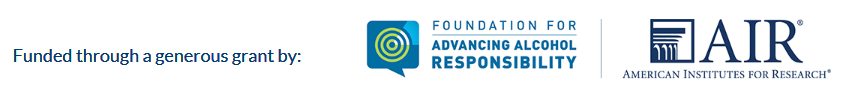 Funded through a generous grant by:
FOUNDATION FOR
ADVANCING ALCOHOL
RESPONSIBILITY
AIR®
AMERICAN INSTITUTES FOR RESEARCH®